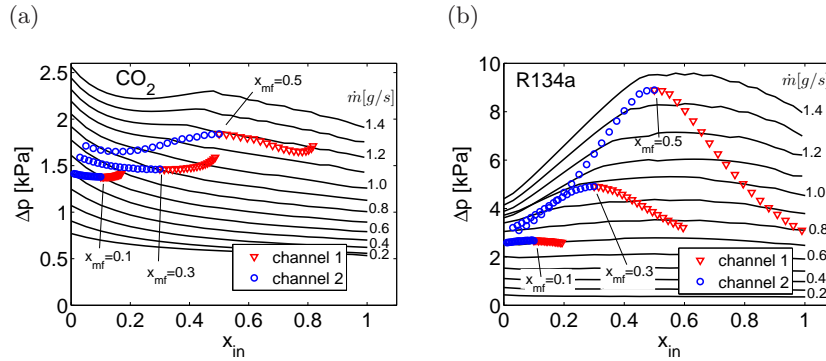 (a)
CO2
x_mf=0.5
ṁ[g/s]
2.5
2
1.5
1
0.5
0
Δp [kPa]
1.4
1.2
1.0
0.8
0.6
0.4
0.2
x_mf=0.1
x_mf=0.3
channel 1
channel 2
0 0.2 0.4 0.6 0.8 1
x_in
(b)
R134a
ṁ[g/s]
10
8
6
4
2
0
Δp [kPa]
1.4
1.2
1.0
0.8
0.6
0.4
0.2
x_mf=0.5
x_mf=0.3
x_mf=0.1
channel 1
channel 2
0 0.2 0.4 0.6 0.8 1
x_in